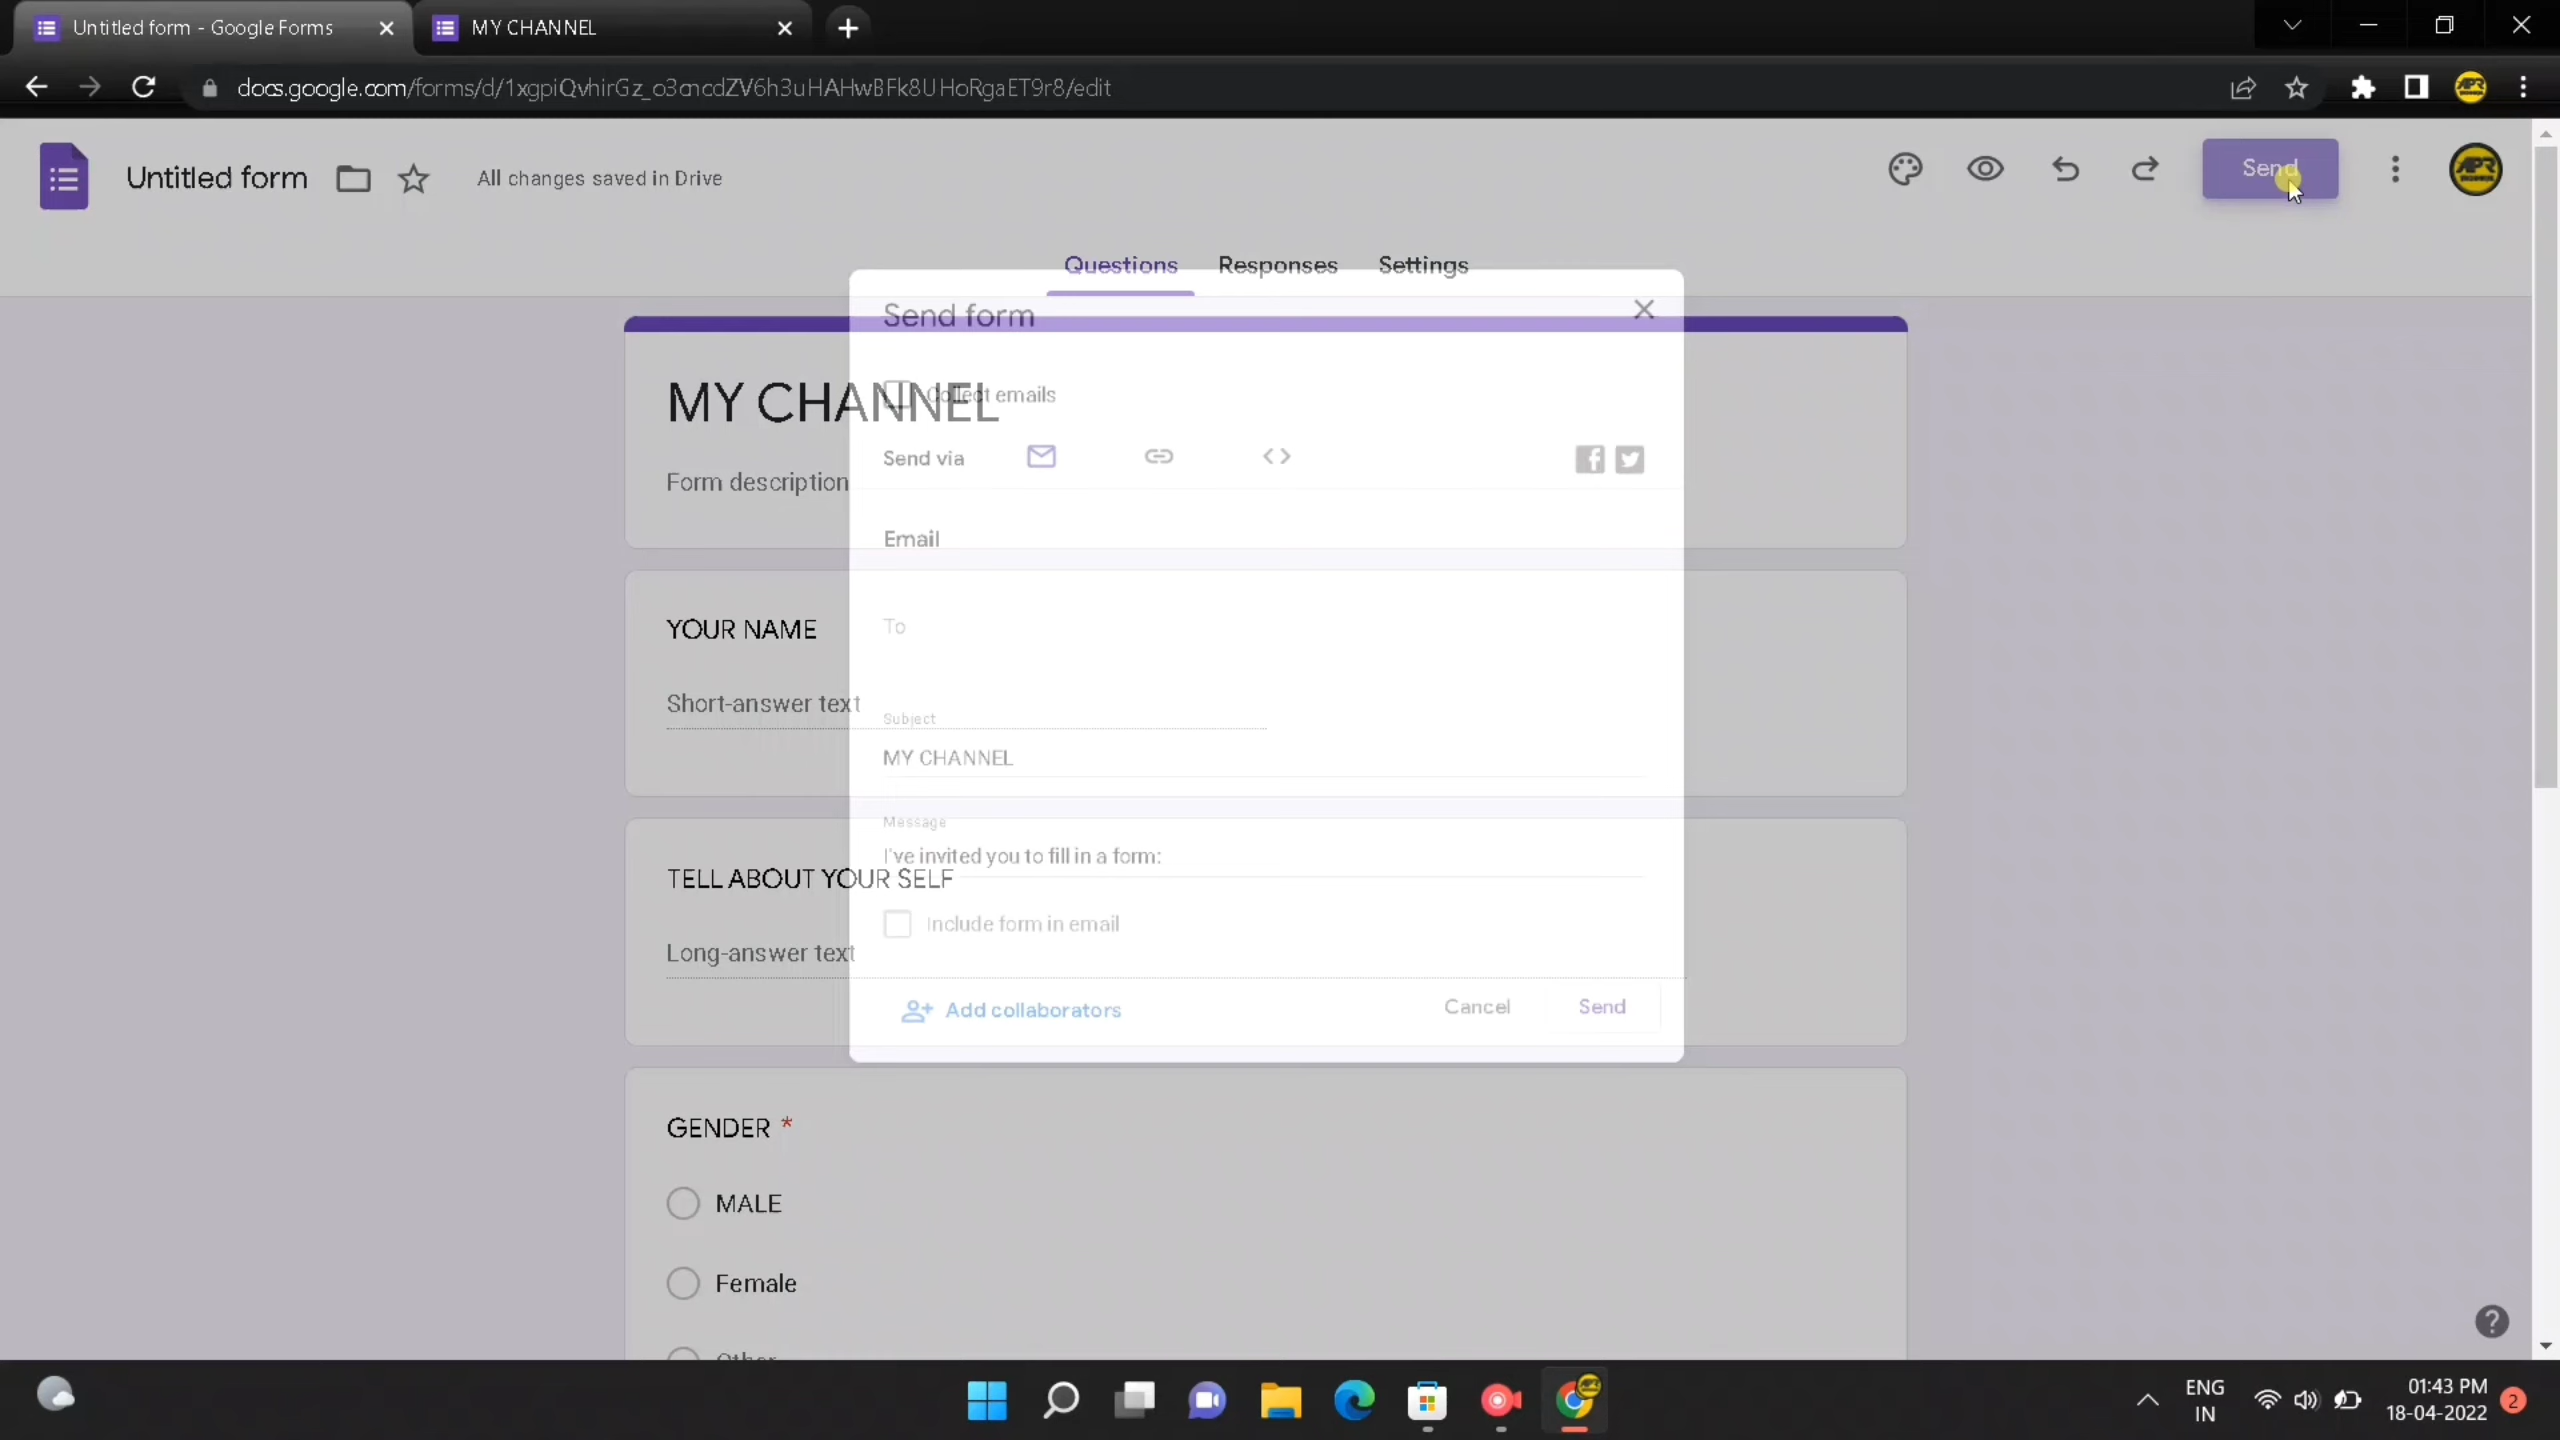 Untitled form - Google Forms
MY CHANNEL
docs.google.com/forms/d/1xgpiQvhirGz_o3cncdZV6h3uHAHwBFk8UHoRgaET9r8/edit
Untitled form
All changes saved in Drive
Send
Questions
Responses
Settings
Send form
MY CHANNEL
Collect emails
Send via
Form description
Email
YOUR NAME
To
Short-answer text
Subject
MY CHANNEL
Message
I've invited you to fill in a form:
TELL ABOUT YOUR SELF
Include form in email
Long-answer text
Add collaborators
Cancel
Send
GENDER *
MALE
Female
Other
ENG
IN
01:43 PM
18-04-2022
2